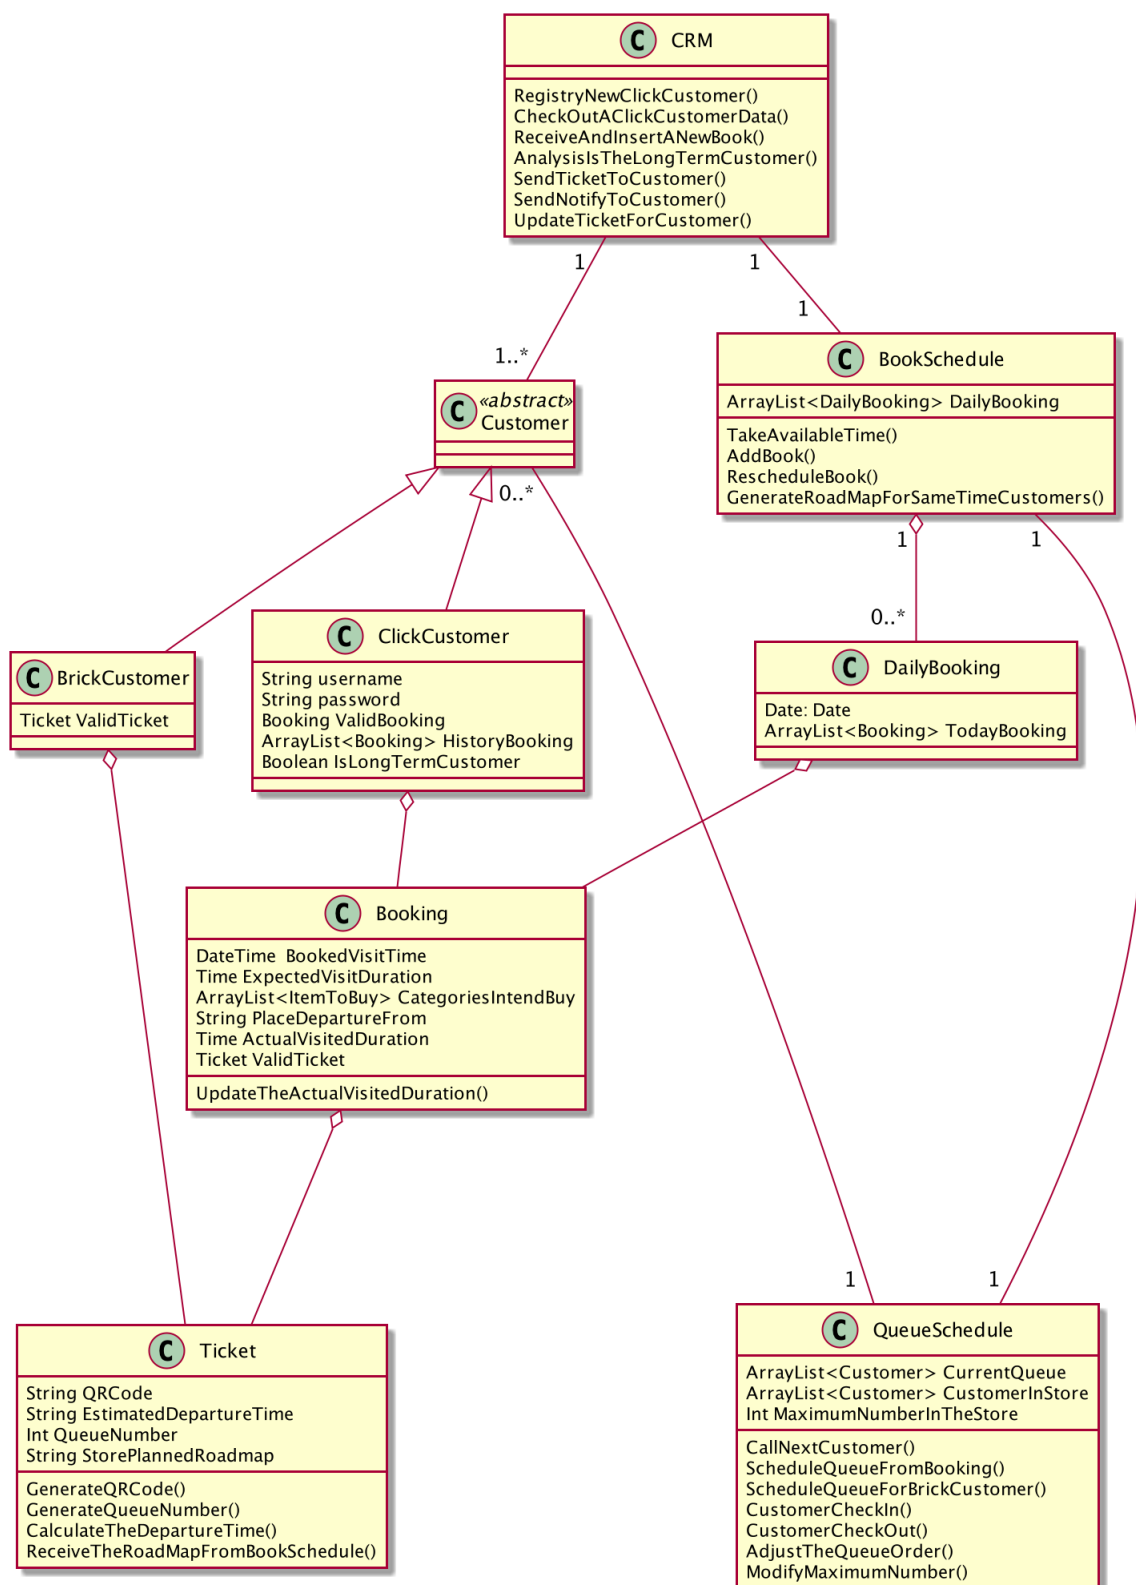 C CRM
RegistryNewClickCustomer()
CheckOutAClickCustomerData()
ReceiveAndInsertANewBook()
AnalysisIsTheLongTermCustomer()
SendTicketToCustomer()
SendNotifyToCustomer()
UpdateTicketForCustomer()
1
1
1
1..*
C «abstract»
Customer
0..*
C BookSchedule
ArrayList<DailyBooking> DailyBooking
TakeAvailableTime()
AddBook()
RescheduleBook()
GenerateRoadMapForSameTimeCustomers()
1
1
0..*
C BrickCustomer
Ticket ValidTicket
C ClickCustomer
String username
String password
Booking ValidBooking
ArrayList<Booking> HistoryBooking
Boolean IsLongTermCustomer
C DailyBooking
Date: Date
ArrayList<Booking> TodayBooking
C Booking
DateTime  BookedVisitTime
Time ExpectedVisitDuration
ArrayList<ItemToBuy> CategoriesIntendBuy
String PlaceDepartureFrom
Time ActualVisitedDuration
Ticket ValidTicket
UpdateTheActualVisitedDuration()
1
1
C Ticket
String QRCode
String EstimatedDepartureTime
Int QueueNumber
String StorePlannedRoadmap
GenerateQRCode()
GenerateQueueNumber()
CalculateTheDepartureTime()
ReceiveTheRoadMapFromBookSchedule()
C QueueSchedule
ArrayList<Customer> CurrentQueue
ArrayList<Customer> CustomerInStore
Int MaximumNumberInTheStore
CallNextCustomer()
ScheduleQueueFromBooking()
ScheduleQueueForBrickCustomer()
CustomerCheckIn()
CustomerCheckOut()
AdjustTheQueueOrder()
ModifyMaximumNumber()